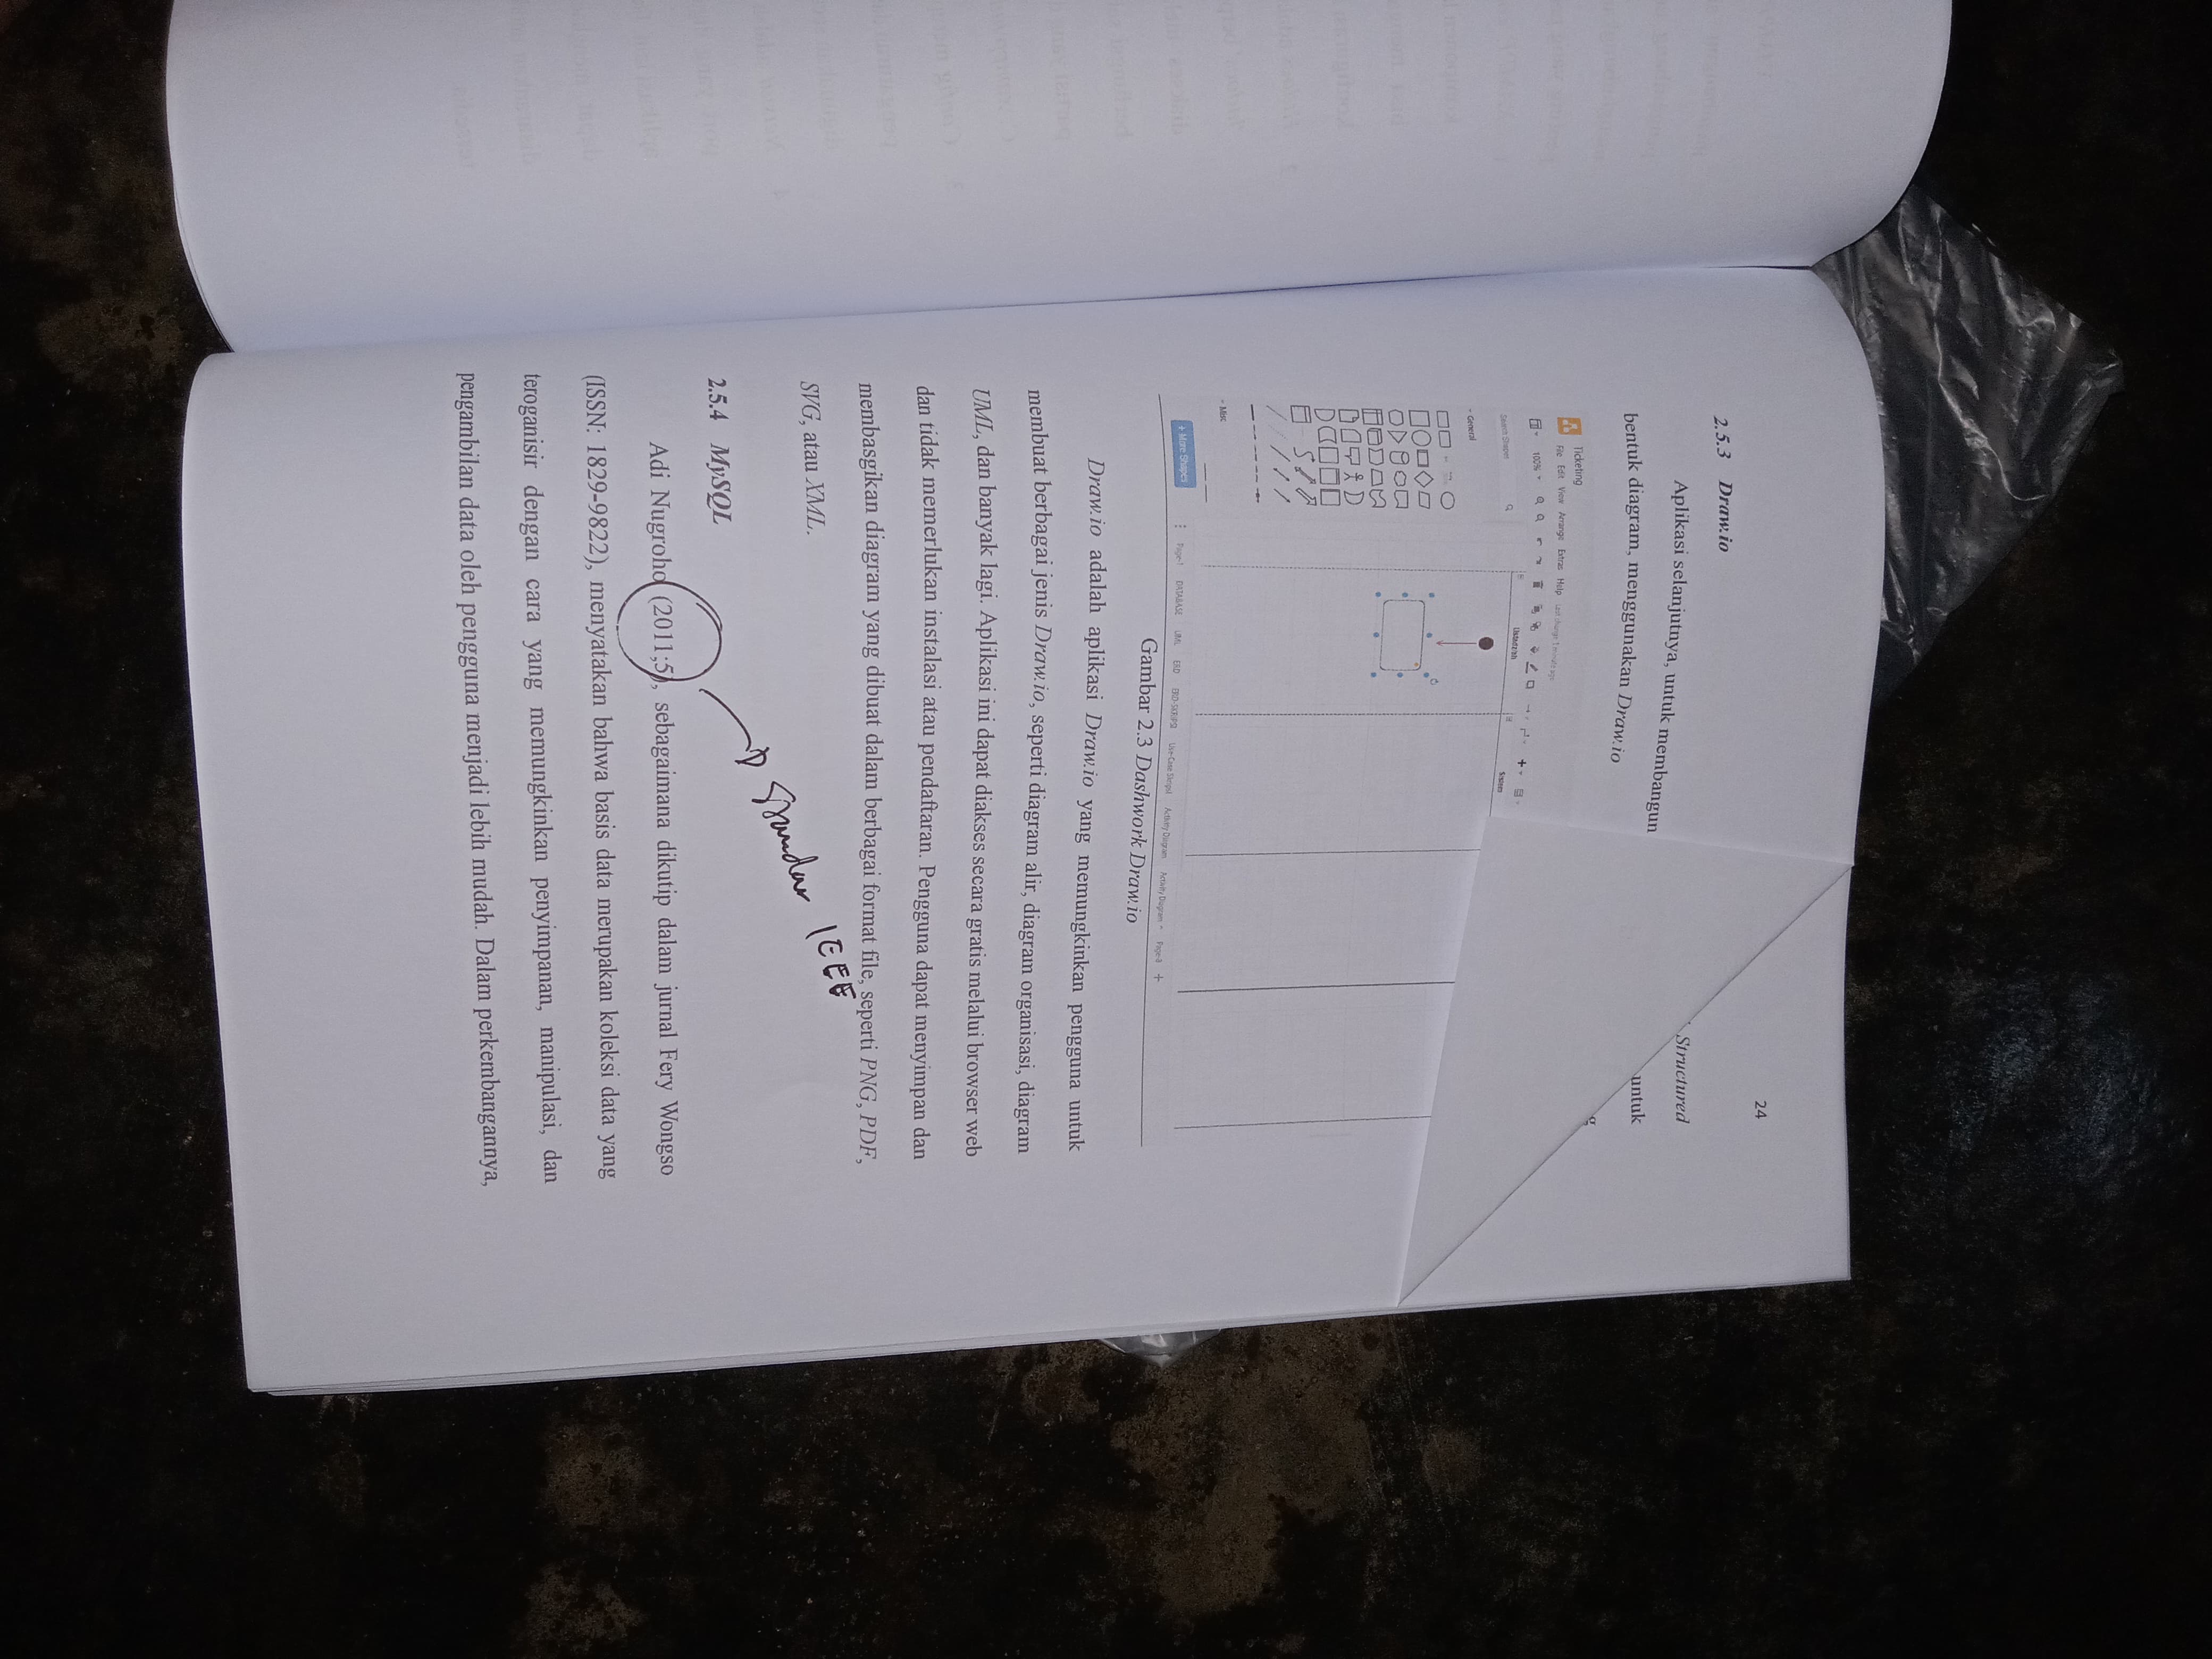 24
2.5.3 Draw.io
Aplikasi selanjutnya, untuk membangun Structured
untuk
bentuk diagram, menggunakan Draw.io
Ticketing
File Edit View Arrange Extras Help Last change 1 minute ago
100%
Search Shapes
General
Misc
+ More Shapes
Page-1 DATABASE UML ERD ERD SKRIPSI Use-Case Skripsi Activity Diagram Activity Diagram Page-8
Gambar 2.3 Dashwork Draw.io
Draw.io adalah aplikasi Draw.io yang memungkinkan pengguna untuk
membuat berbagai jenis Draw.io, seperti diagram alir, diagram organisasi, diagram
UML, dan banyak lagi. Aplikasi ini dapat diakses secara gratis melalui browser web
dan tidak memerlukan instalasi atau pendaftaran. Pengguna dapat menyimpan dan
membasgikan diagram yang dibuat dalam berbagai format file, seperti PNG, PDF,
SVG, atau XML.
Standar IEEE
2.5.4 MySQL
Adi Nugroho (2011;5), sebagaimana dikutip dalam jurnal Fery Wongso
(ISSN: 1829-9822), menyatakan bahwa basis data merupakan koleksi data yang
teroganisir dengan cara yang memungkinkan penyimpanan, manipulasi, dan
pengambilan data oleh pengguna menjadi lebih mudah. Dalam perkembangannya,